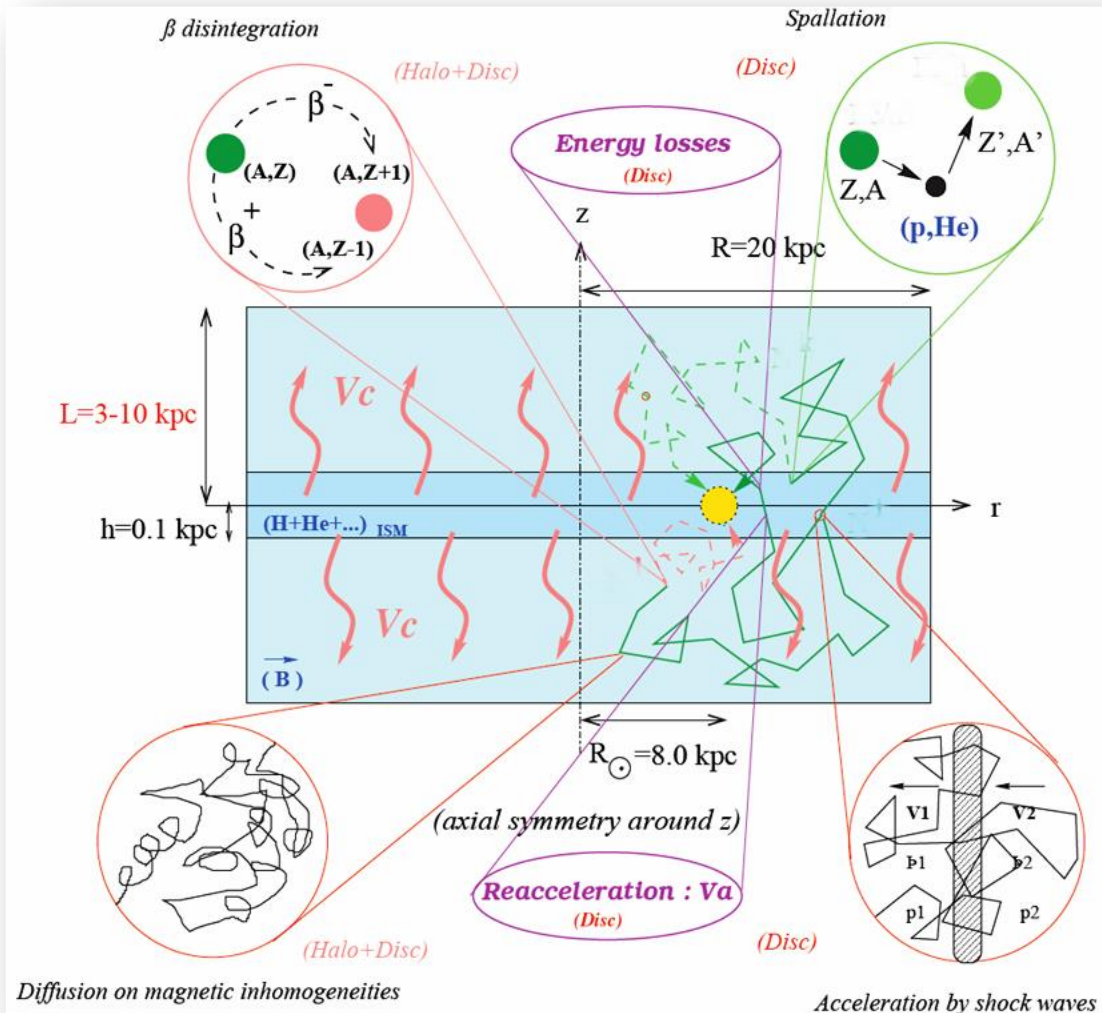 β disintegration
Spallation
(Halo+Disc)
(Disc)
β-
(A,Z)
(A,Z+1)
β+
(A,Z-1)
Energy losses
(Disc)
Z,A
Z',A'
(p,He)
z
R=20 kpc
Vc
L=3-10 kpc
h=0.1 kpc
(H+He+...) ISM
r
Vc
(B)
R☉=8.0 kpc
(axial symmetry around z)
V1
V2
p1
p2
Reacceleration : Va
(Disc)
(Halo+Disc)
(Disc)
Diffusion on magnetic inhomogeneities
Acceleration by shock waves